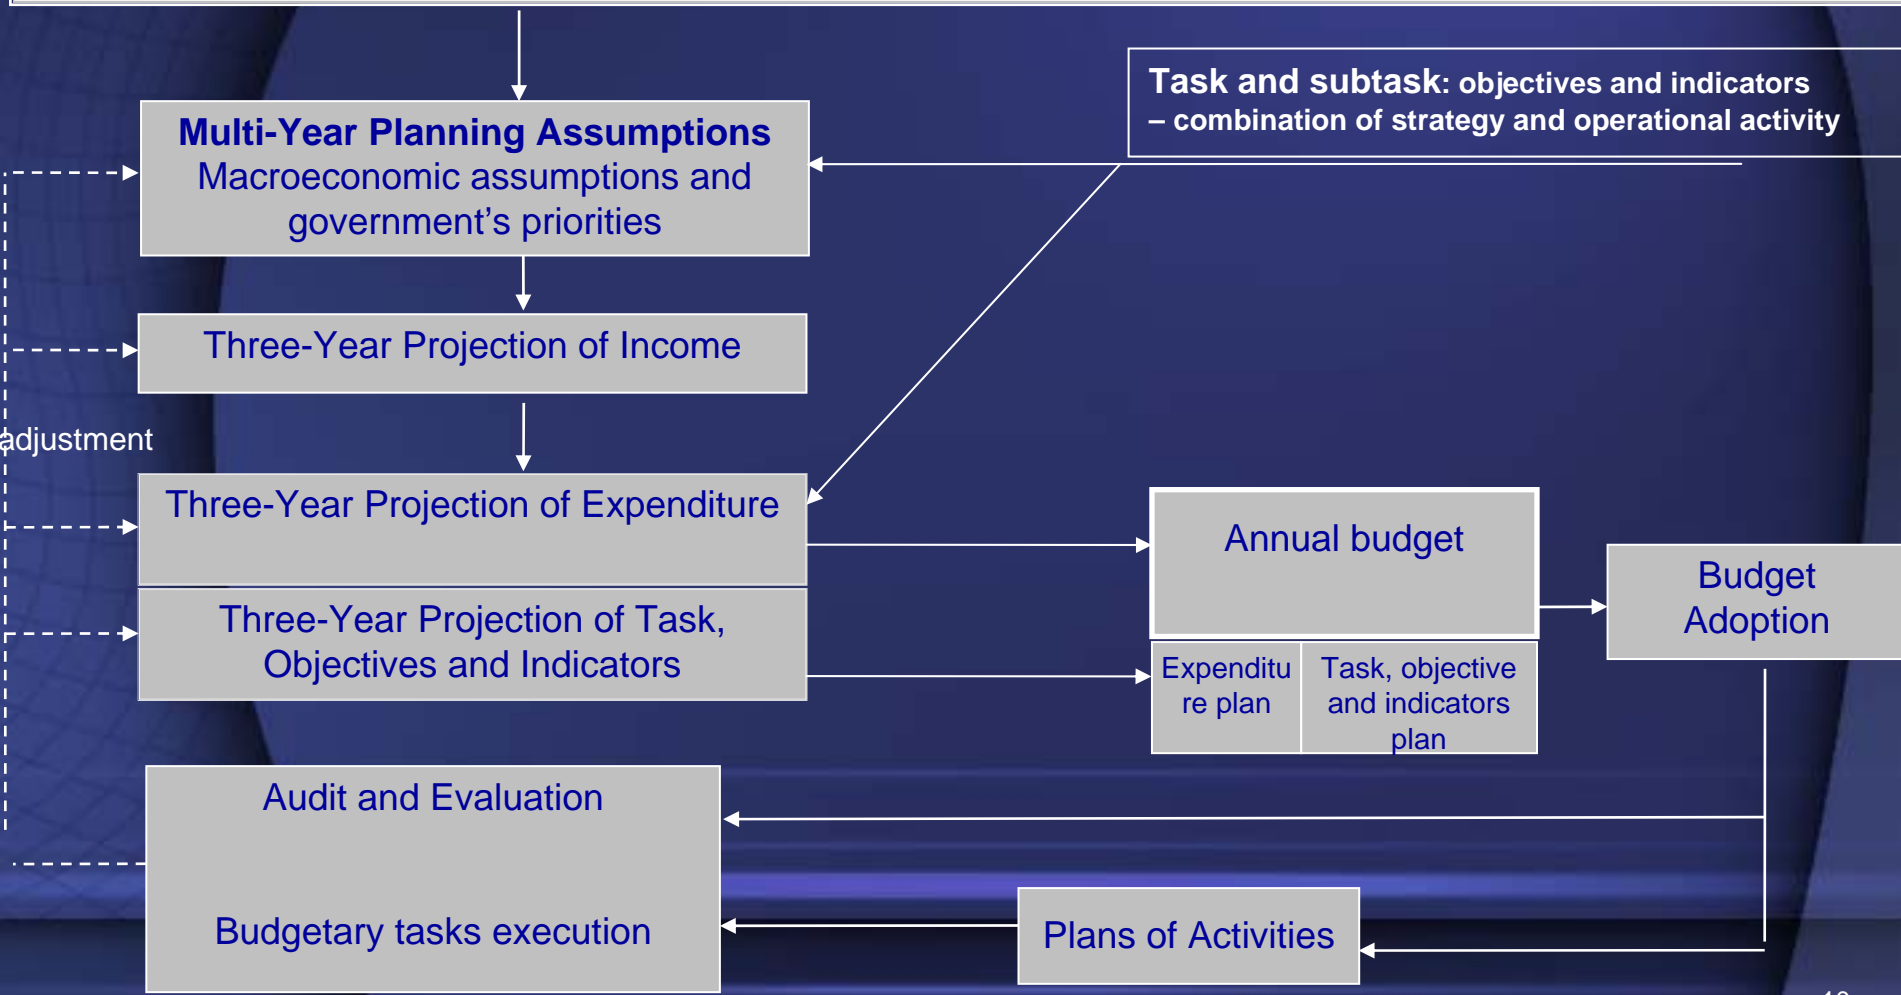 Task and subtask: objectives and indicators
– combination of strategy and operational activity
Multi-Year Planning Assumptions
Macroeconomic assumptions and
government’s priorities
Three-Year Projection of Income
adjustment
Three-Year Projection of Expenditure
Three-Year Projection of Task,
Objectives and Indicators
Annual budget
Expenditu
re plan
Task, objective
and indicators
plan
Budget
Adoption
Audit and Evaluation
Budgetary tasks execution
Plans of Activities